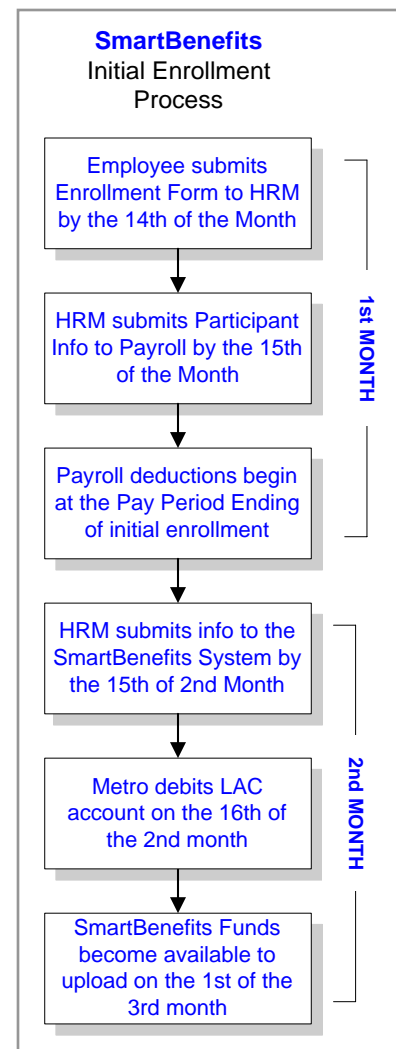 SmartBenefits
Initial Enrollment
Process
Employee submits
Enrollment Form to HRM
by the 14th of the Month
HRM submits Participant
Info to Payroll by the 15th
of the Month
Payroll deductions begin
at the Pay Period Ending
of initial enrollment
1st MONTH
HRM submits info to the
SmartBenefits System by
the 15th of 2nd Month
Metro debits LAC
account on the 16th of
the 2nd month
SmartBenefits Funds
become available to
upload on the 1st of the
3rd month
2nd MONTH